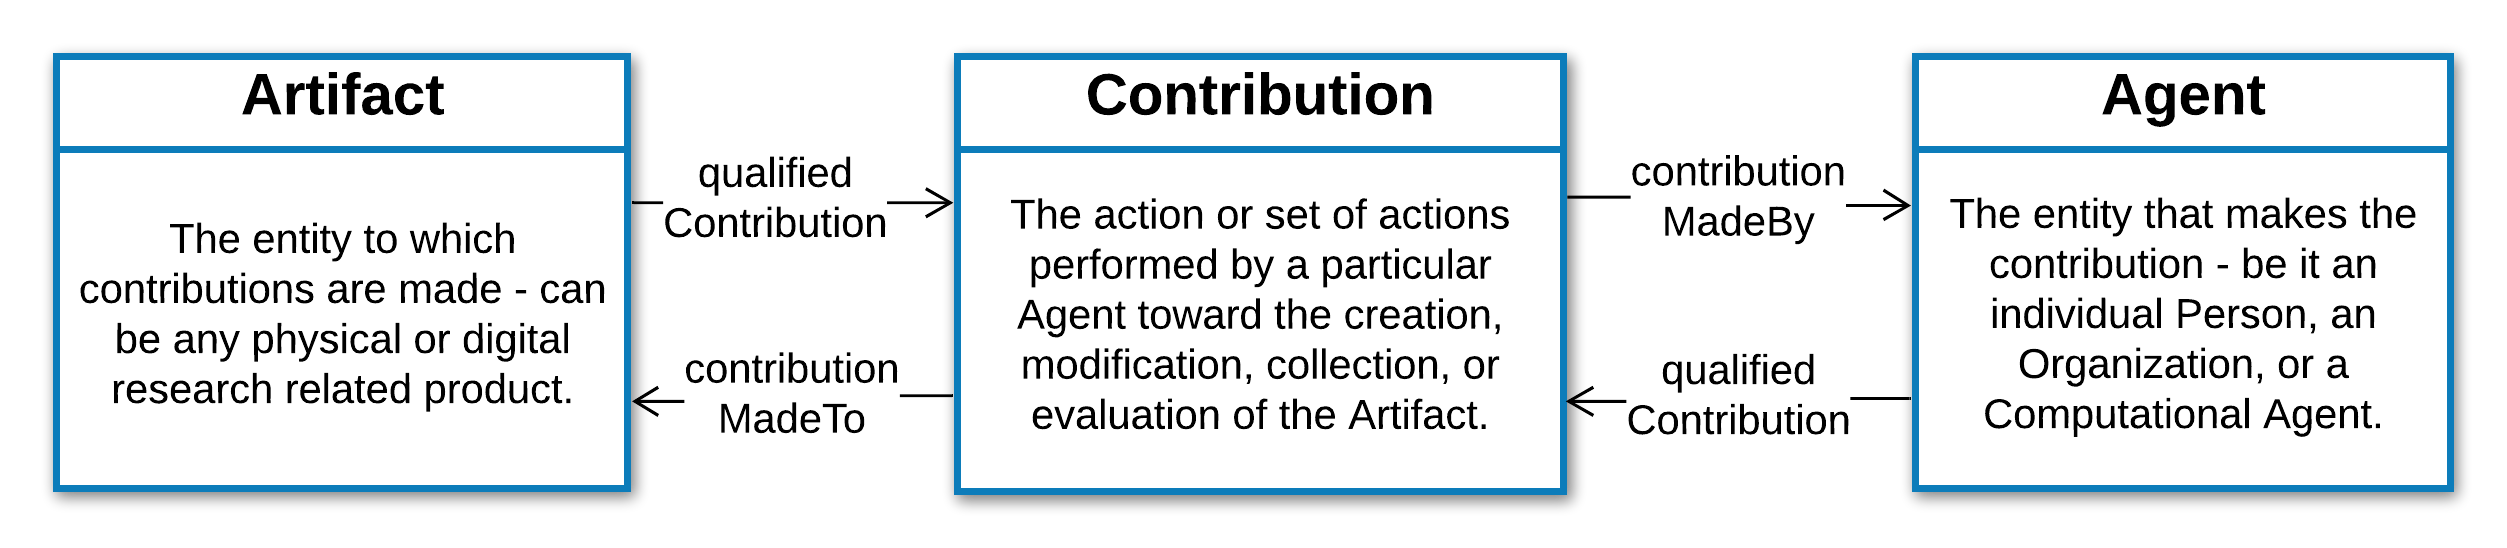 Artifact
The entity to which
contributions are made - can
be any physical or digital
research related product.
qualified
Contribution
contribution
MadeTo
Contribution
The action or set of actions
performed by a particular
Agent toward the creation,
modification, collection, or
evaluation of the Artifact.
contribution
MadeBy
qualified
Contribution
Agent
The entity that makes the
contribution - be it an
individual Person, an
Organization, or a
Computational Agent.